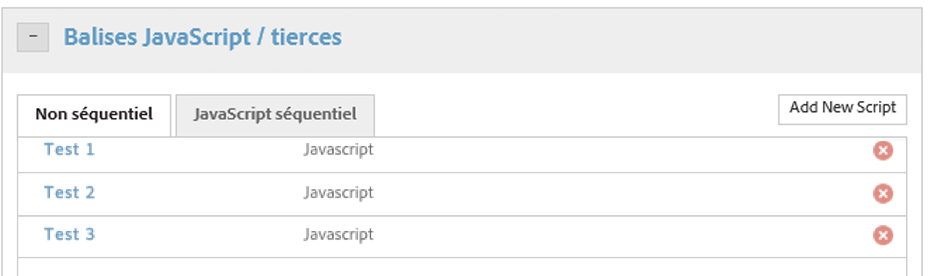 − Balises JavaScript / tierces
Non séquentiel JavaScript séquentiel Add New Script
Test 1 Javascript
Test 2 Javascript
Test 3 Javascript